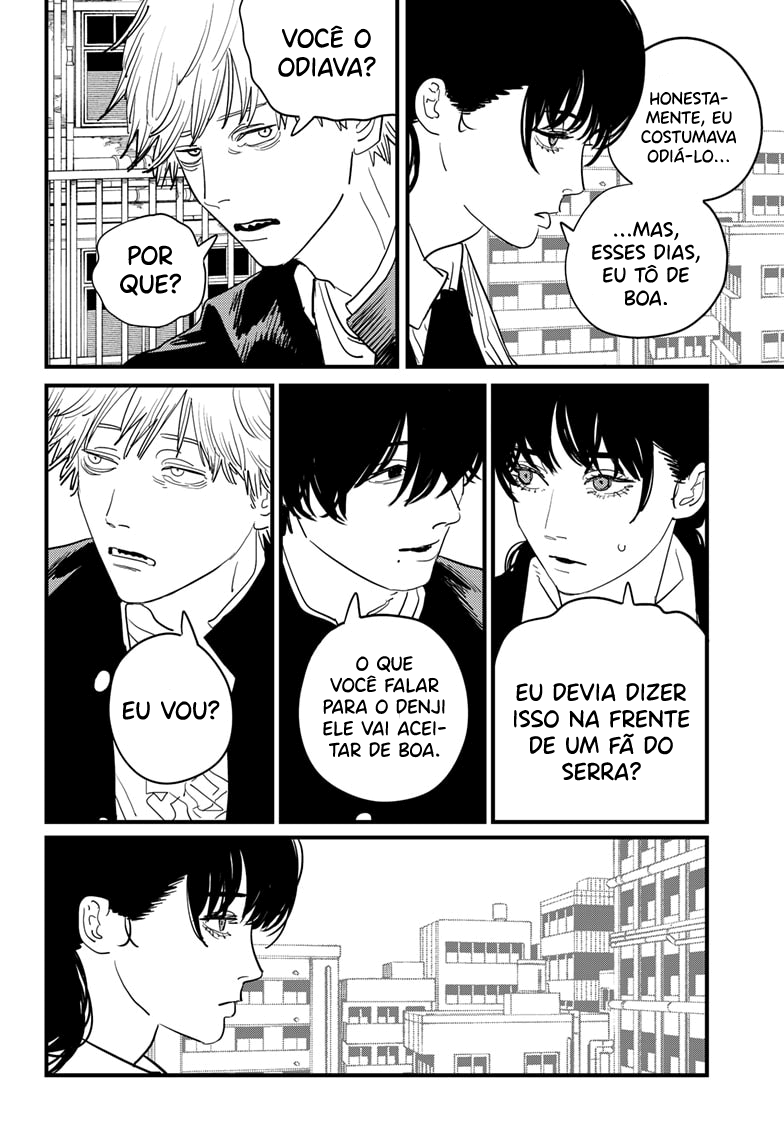 HONESTA-
MENTE, EU
COSTUMAVA
ODIÁ-LO...
...MAS,
ESSES DIAS,
EU TÔ DE
BOA.
VOCÊ O
ODIAVA?
POR
QUE?
EU DEVIA DIZER
ISSO NA FRENTE
DE UM FÃ DO
SERRA?
O QUE
VOCÊ FALAR
PARA O DENJI
ELE VAI ACEI-
TAR DE BOA.
EU VOU?